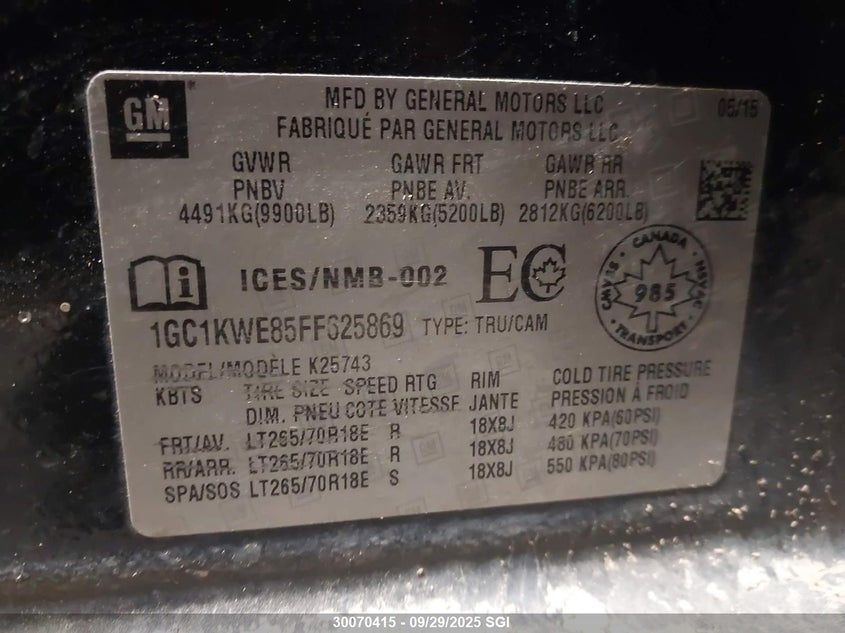 GM
MFD BY GENERAL MOTORS LLC
05/15
FABRIQUÉ PAR GENERAL MOTORS LLC
GVWR GAWR FRT GAWR RR
PNBV PNBE AV. PNBE ARR.
4491KG(9900LB) 2359KG(5200LB) 2812KG(6200LB)
i ICES/NMB-002 EC
CANADA
CMVSS NSVAC
985
TRANSPORT
1GC1KWE85FF625869 TYPE: TRU/CAM
MODEL/MODÈLE K25743
KBTS TIRE SIZE SPEED RTG RIM COLD TIRE PRESSURE
DIM. PNEU COTE VITESSE JANTE PRESSION À FROID
FRT/AV. LT265/70R18E R 18X8J 420 KPA(60PSI)
RR/ARR. LT265/70R18E R 18X8J 480 KPA(70PSI)
SPA/SOS LT265/70R18E S 18X8J 550 KPA(80PSI)
30070415 - 09/29/2025 SGI